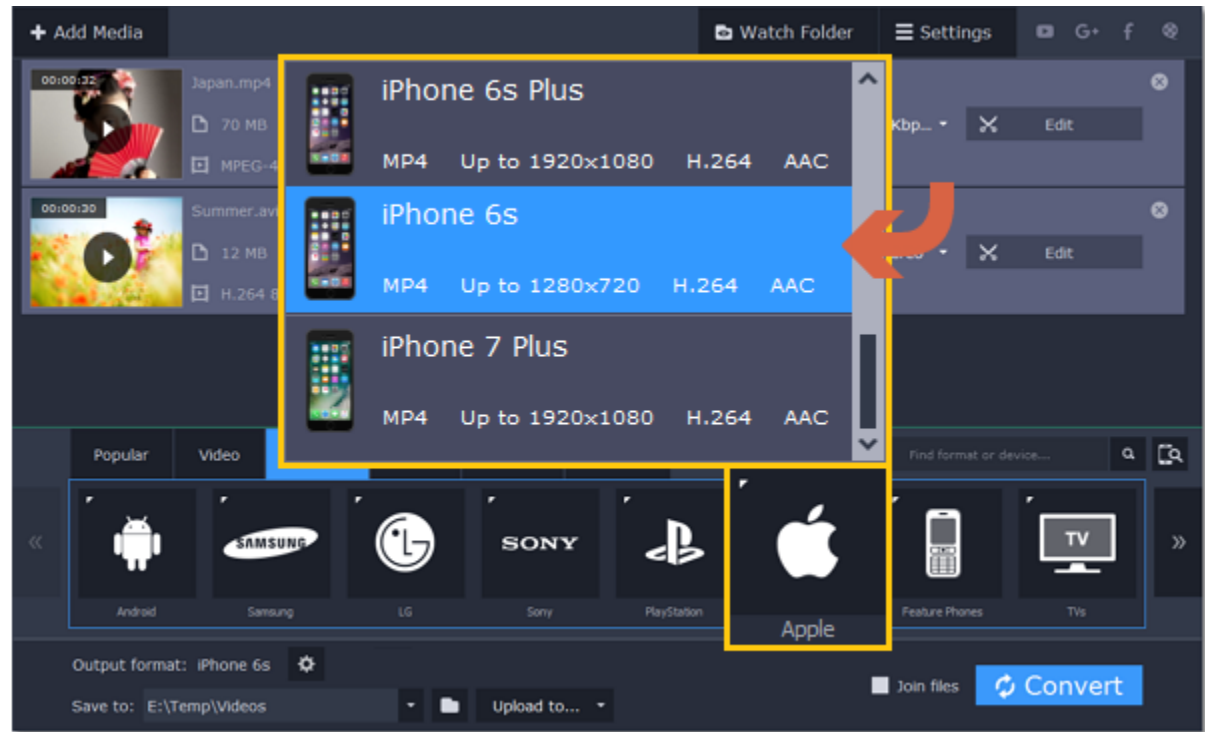 + Add Media
Watch Folder
Settings
G+
f
00:00:32
Japan.mp4
70 MB
MPEG-4
Kbp...
Edit
00:00:30
Summer.avi
12 MB
H.264 8
Edit
iPhone 6s Plus
MP4 Up to 1920x1080 H.264 AAC
iPhone 6s
MP4 Up to 1280x720 H.264 AAC
iPhone 7 Plus
MP4 Up to 1920x1080 H.264 AAC
Popular
Video
Find format or device...
SAMSUNG
LG
SONY
TV
Android
Samsung
LG
Sony
PlayStation
Apple
Feature Phones
TVs
Output format: iPhone 6s
Save to: E:\Temp\Videos
Upload to...
Join files
Convert